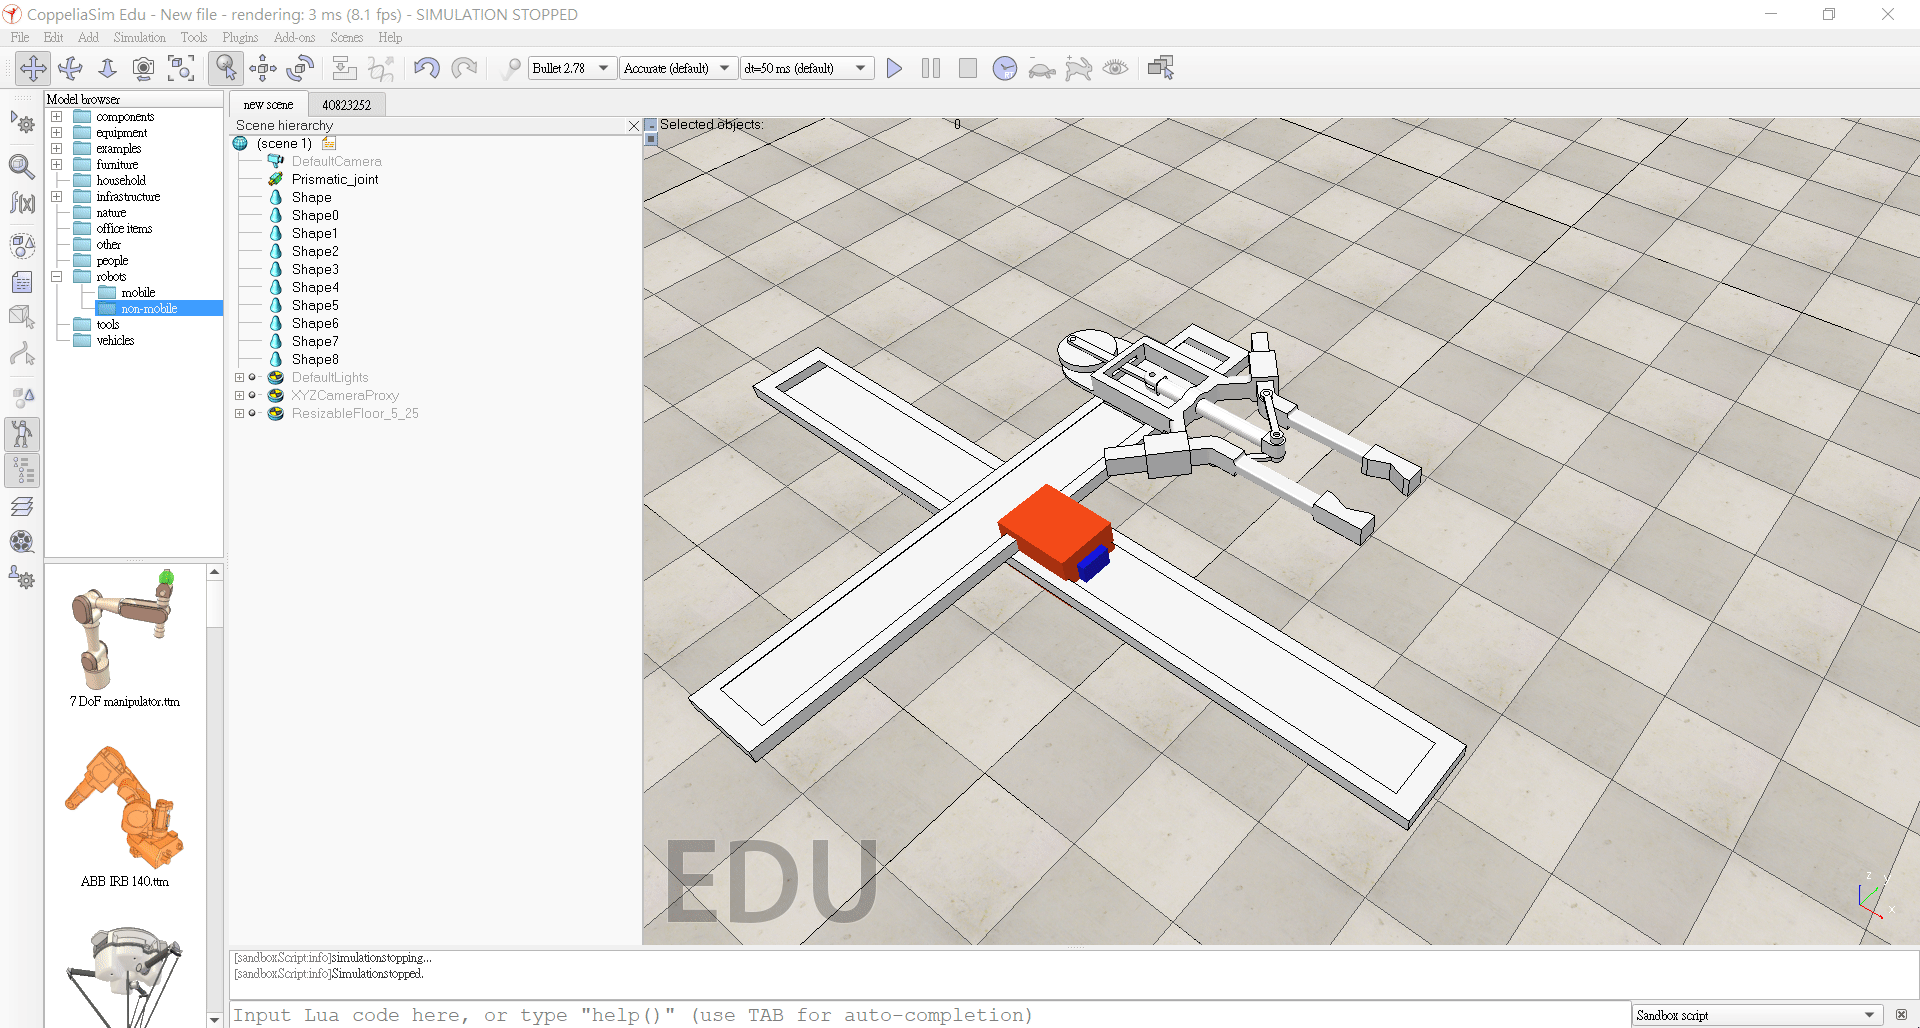 CoppeliaSim Edu - New file - rendering: 3 ms (8.1 fps) - SIMULATION STOPPED
File Edit Add Simulation Tools Plugins Add-ons Scenes Help
Bullet 2.78 Accurate (default) dt=50 ms (default)
RT
Model browser
components
equipment
examples
furniture
household
infrastructure
nature
office items
other
people
robots
mobile
non-mobile
tools
vehicles
7 DoF manipulator.ttm
ABB IRB 140.ttm
new scene 40823252
Scene hierarchy
(scene 1)
DefaultCamera
Prismatic_joint
Shape
Shape0
Shape1
Shape2
Shape3
Shape4
Shape5
Shape6
Shape7
Shape8
DefaultLights
XYZCameraProxy
ResizableFloor_5_25
Selected objects: 0
EDU
z y
x
[sandboxScript:info]simulationstopping...
[sandboxScript:info]Simulationstopped.
Input Lua code here, or type "help()" (use TAB for auto-completion)
Sandbox script